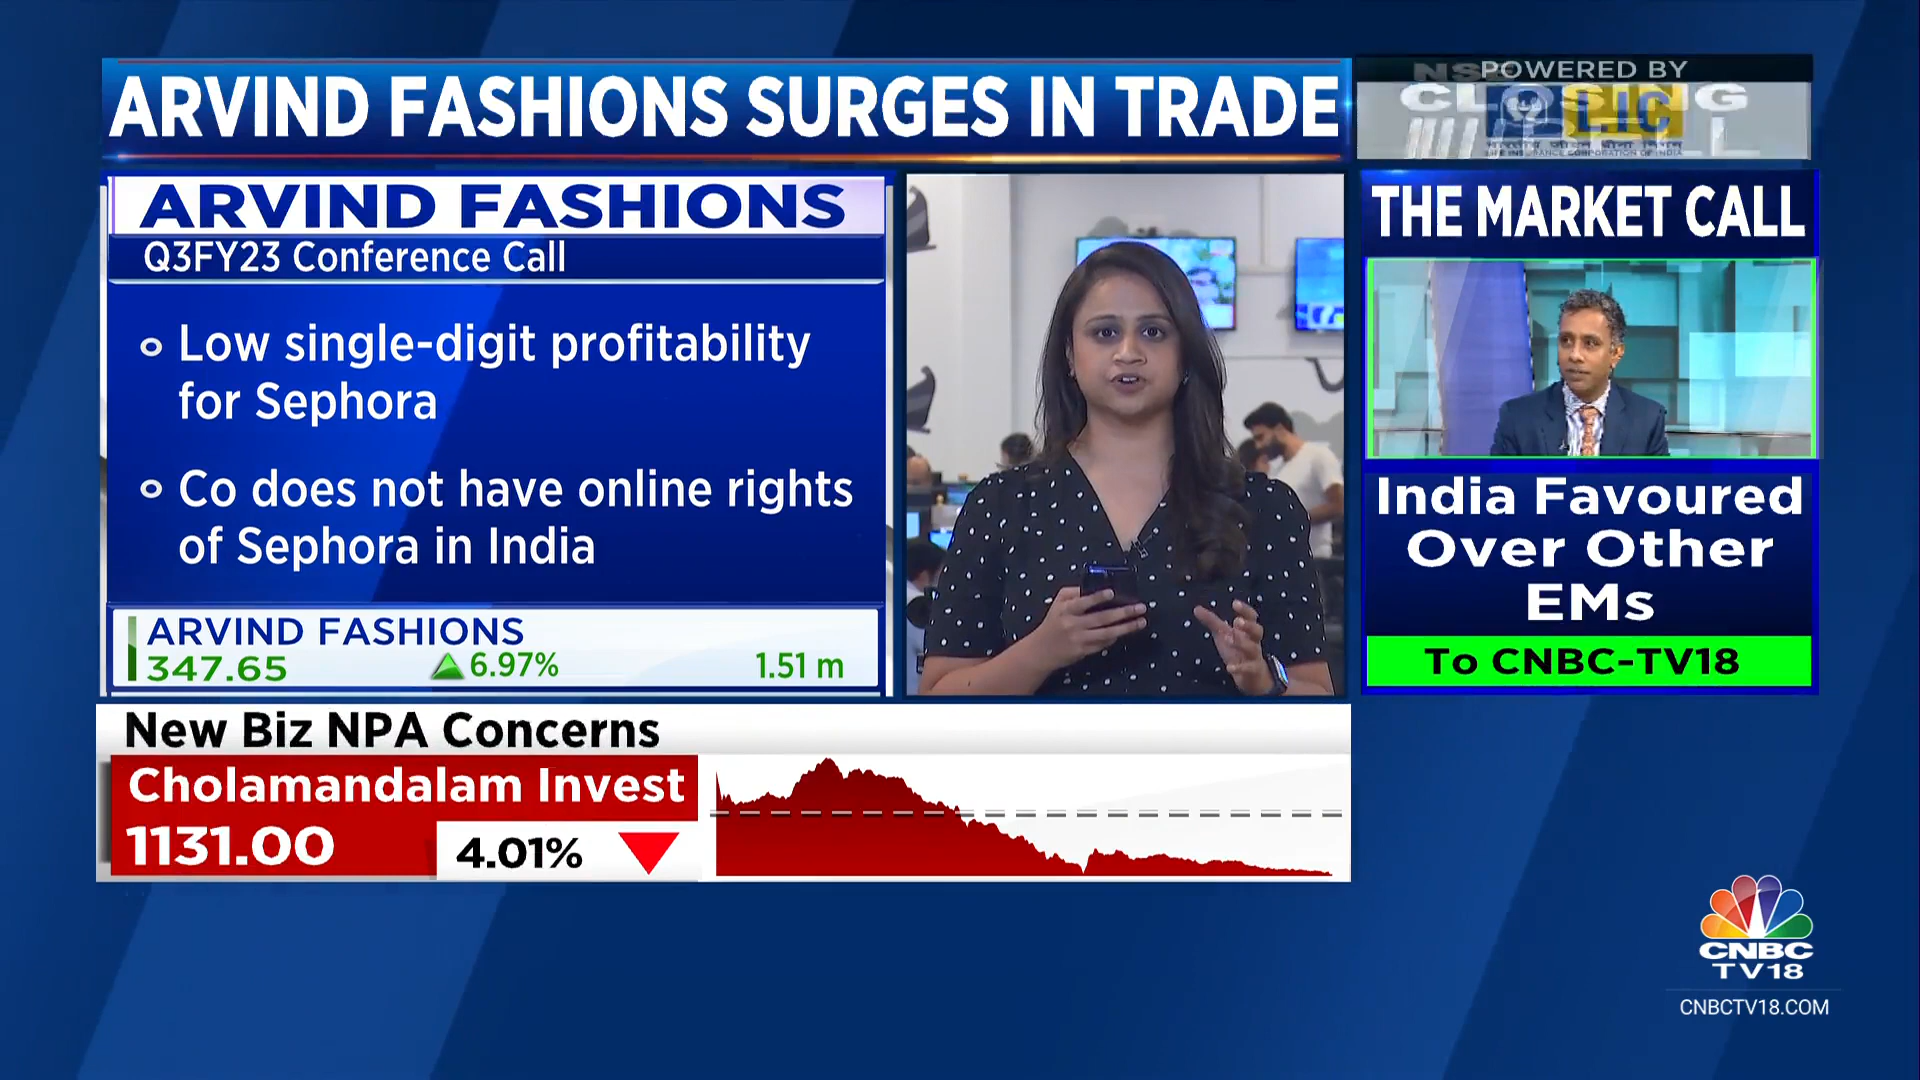 ARVIND FASHIONS SURGES IN TRADE
POWERED BY
CLOSING
LIC
ARVIND FASHIONS
Q3FY23 Conference Call
Low single-digit profitability
for Sephora
Co does not have online rights
of Sephora in India
ARVIND FASHIONS
347.65 6.97% 1.51 m
THE MARKET CALL
India Favoured
Over Other
EMs
To CNBC-TV18
New Biz NPA Concerns
Cholamandalam Invest
1131.00 4.01%
CNBC
TV18
CNBCTV18.COM